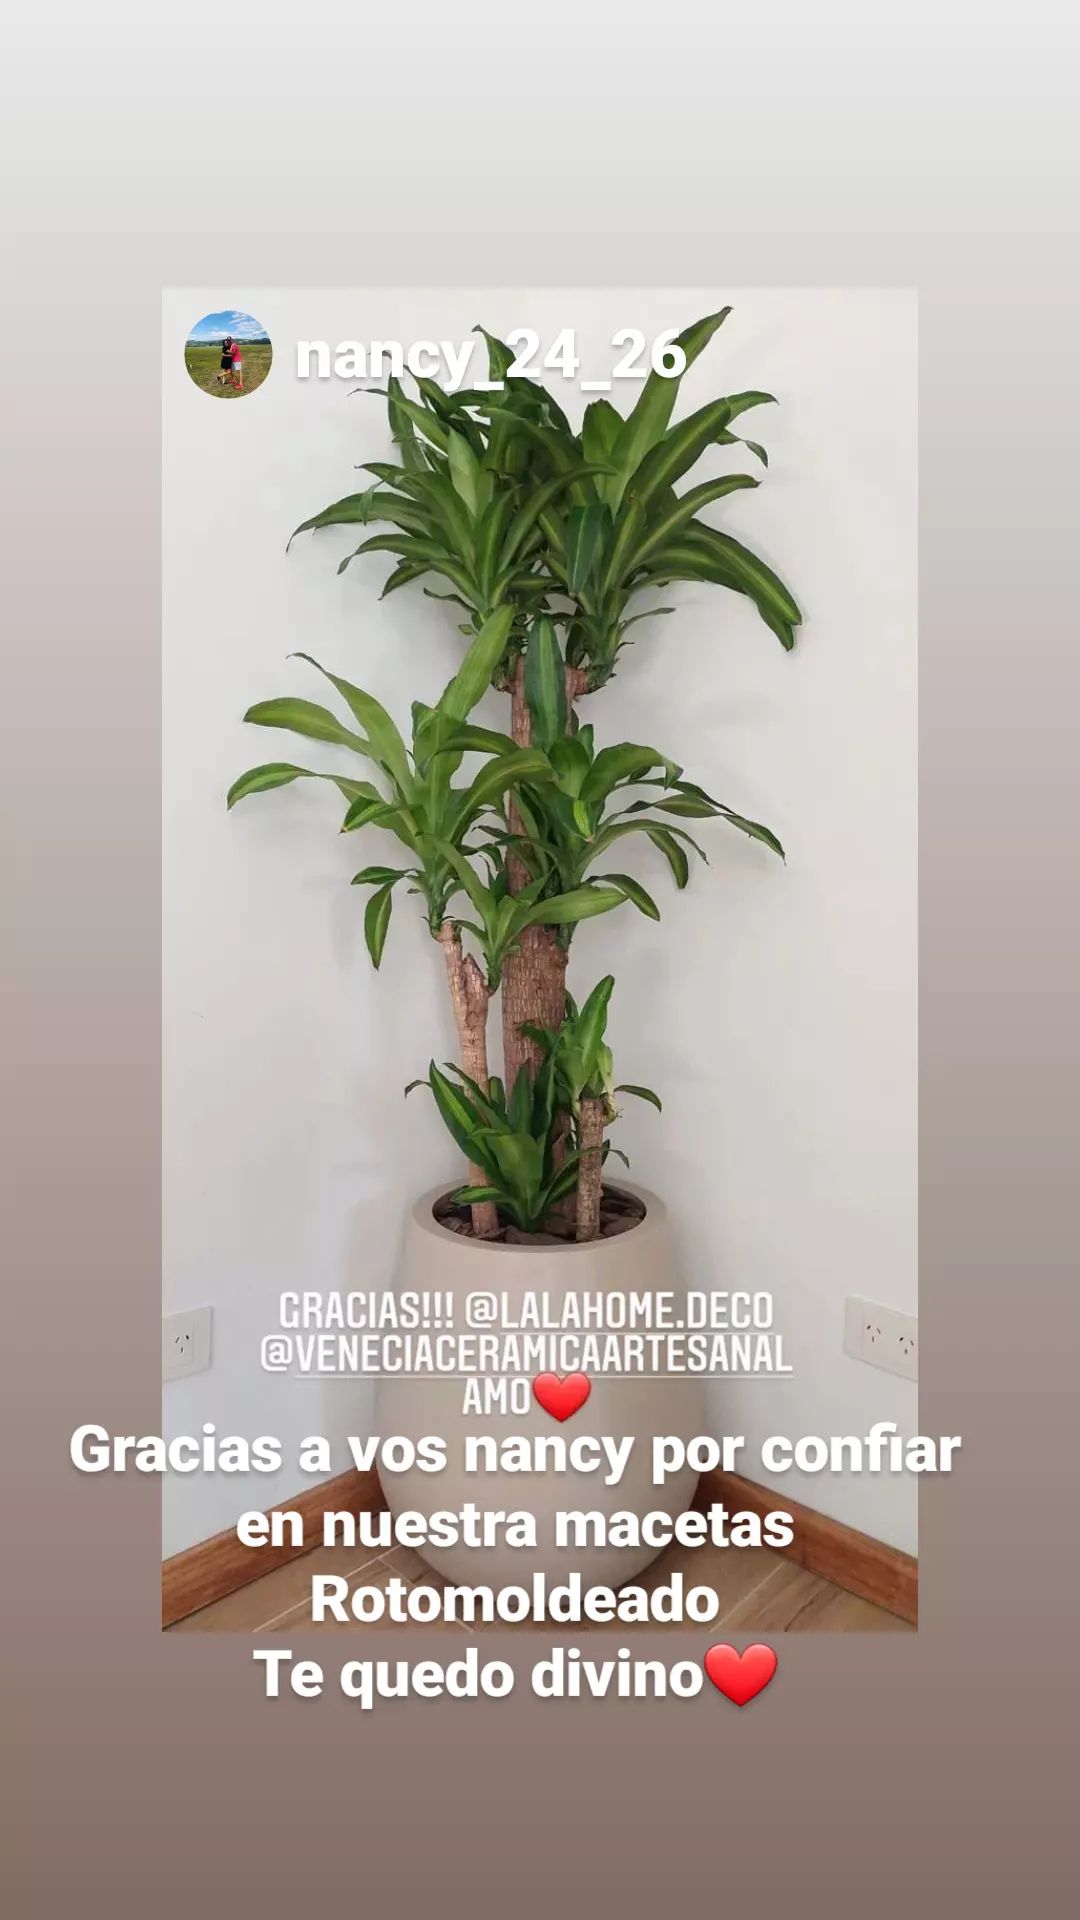 nancy_24_26
GRACIAS!!! @LALAHOME.DECO
@VENECIACERAMICAARTESANAL
AMO❤️
Gracias a vos nancy por confiar
en nuestra macetas
Rotomoldeado
Te quedo divino❤️